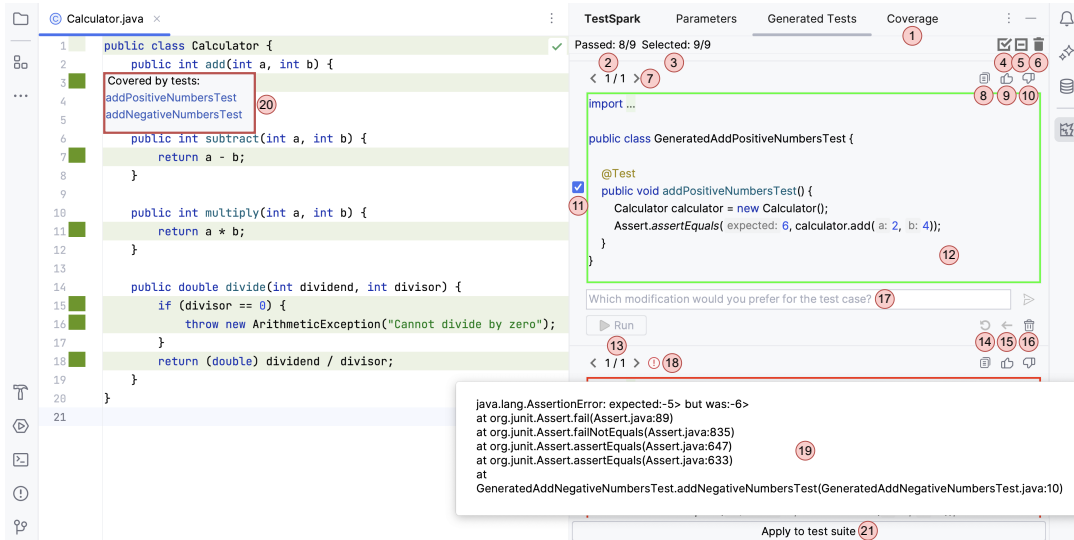 Calculator.java
TestSpark Parameters Generated Tests Coverage
1
Passed: 8/9 Selected: 9/9
2 3 4 5 6
1 public class Calculator {
2 public int add(int a, int b) {
3
4
5
6 public int subtract(int a, int b) {
7 return a - b;
8 }
9
10 public int multiply(int a, int b) {
11 return a * b;
12 }
13
14 public double divide(int dividend, int divisor) {
15 if (divisor == 0) {
16 throw new ArithmeticException("Cannot divide by zero");
17 }
18 return (double) dividend / divisor;
19 }
20 }
21
Covered by tests:
addPositiveNumbersTest
addNegativeNumbersTest
20
< 1 / 1 > 7
8 9 10
import ...
public class GeneratedAddPositiveNumbersTest {
@Test
public void addPositiveNumbersTest() {
11
Calculator calculator = new Calculator();
Assert.assertEquals( expected: 6, calculator.add( a: 2, b: 4));
}
}
12
Which modification would you prefer for the test case? 17
Run
13 14 15 16
< 1 / 1 > 18
java.lang.AssertionError: expected:-5> but was:-6>
at org.junit.Assert.fail(Assert.java:89)
at org.junit.Assert.failNotEquals(Assert.java:835)
at org.junit.Assert.assertEquals(Assert.java:647)
at org.junit.Assert.assertEquals(Assert.java:633)
at
GeneratedAddNegativeNumbersTest.addNegativeNumbersTest(GeneratedAddNegativeNumbersTest.java:10)
19
Apply to test suite 21